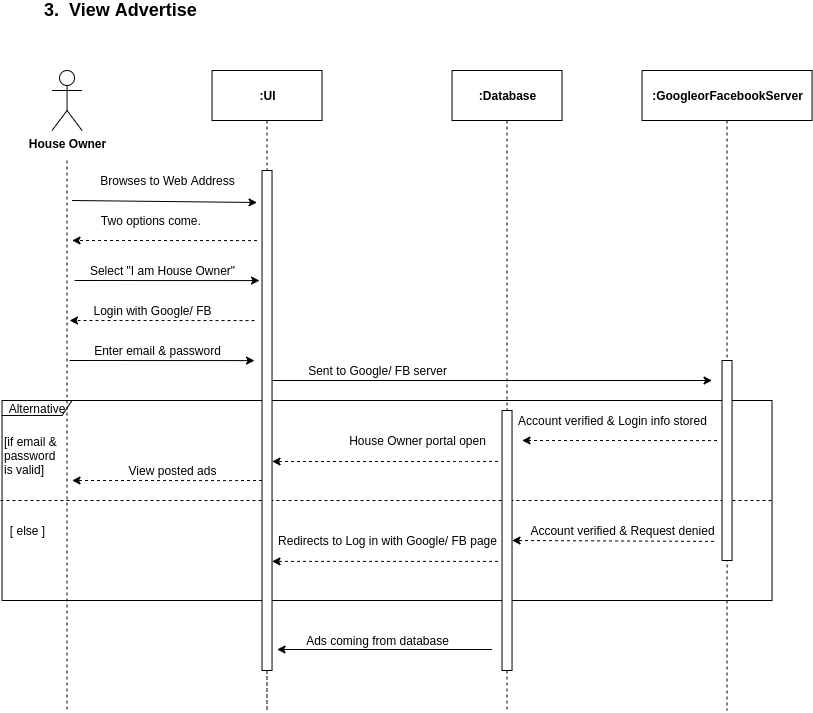 3. View Advertise
:UI
:Database
:GoogleorFacebookServer
House Owner
Browses to Web Address
Two options come.
Select "I am House Owner"
Login with Google/ FB
Enter email & password
Sent to Google/ FB server
Alternative
Account verified & Login info stored
[if email &
password
is valid]
House Owner portal open
View posted ads
[ else ]
Account verified & Request denied
Redirects to Log in with Google/ FB page
Ads coming from database